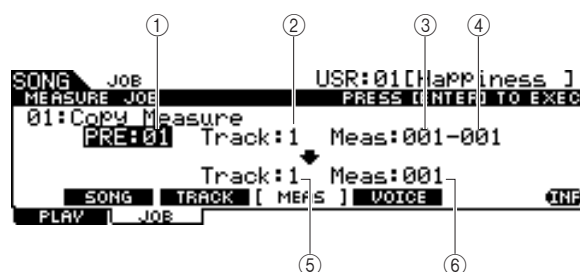 ① ② ③ ④
SONG JOB USR:01[Happiness ]
MEASURE JOB PRESS [ENTER] TO EXEC
01:Copy Measure
PRE:01 Track:1 Meas:001-001
Track:1 Meas:001
SONG TRACK [ MEAS ] VOICE INF
PLAY JOB
⑤ ⑥